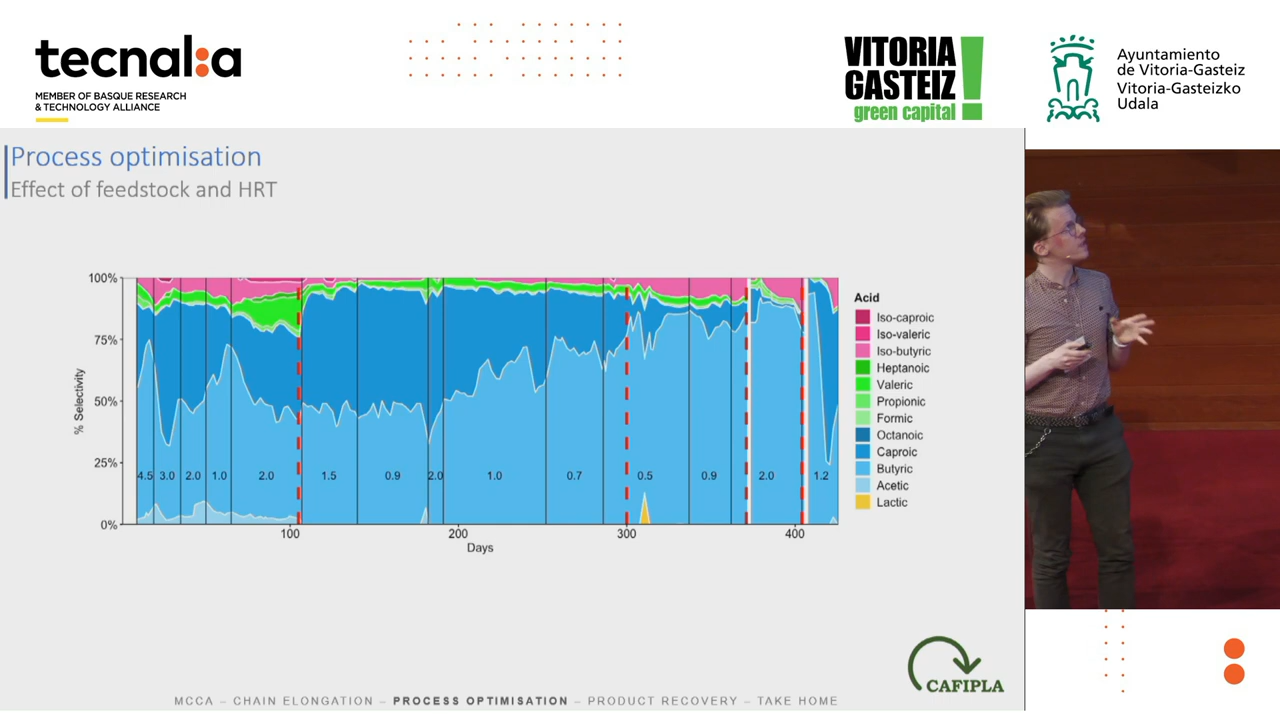 tecnal:a
MEMBER OF BASQUE RESEARCH
& TECHNOLOGY ALLIANCE
VITORIA
GASTEIZ
green capital
Ayuntamiento
de Vitoria-Gasteiz
Vitoria-Gasteizko
Udala
Process optimisation
Effect of feedstock and HRT
100%
75%
50%
25%
0%
% Selectivity
4.5 3.0 2.0 1.0 2.0 1.5 0.9 2.0 1.0 0.7 0.5 0.9 2.0 1.2
100 200 300 400
Days
Acid
Iso-caproic
Iso-valeric
Iso-butyric
Heptanoic
Valeric
Propionic
Formic
Octanoic
Caproic
Butyric
Acetic
Lactic
CAFIPLA
MCCA – CHAIN ELONGATION – PROCESS OPTIMISATION – PRODUCT RECOVERY – TAKE HOME